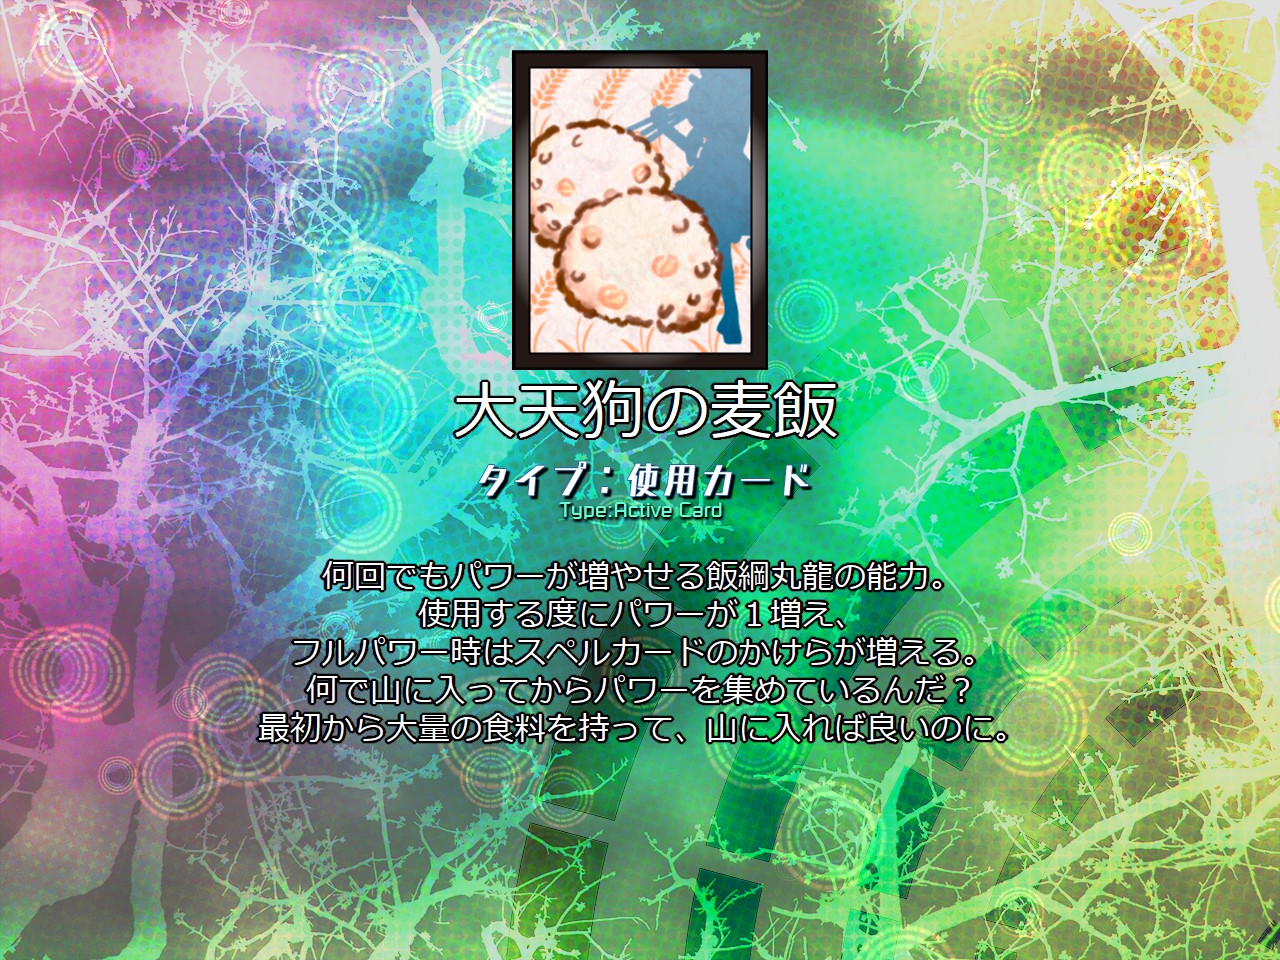 大天狗の麦飯
タイプ：使用カード
Type:Active Card
何回でもパワーが増やせる飯綱丸龍の能力。
使用する度にパワーが１増え、
フルパワー時はスペルカードのかけらが増える。
何で山に入ってからパワーを集めているんだ？
最初から大量の食料を持って、山に入れば良いのに。